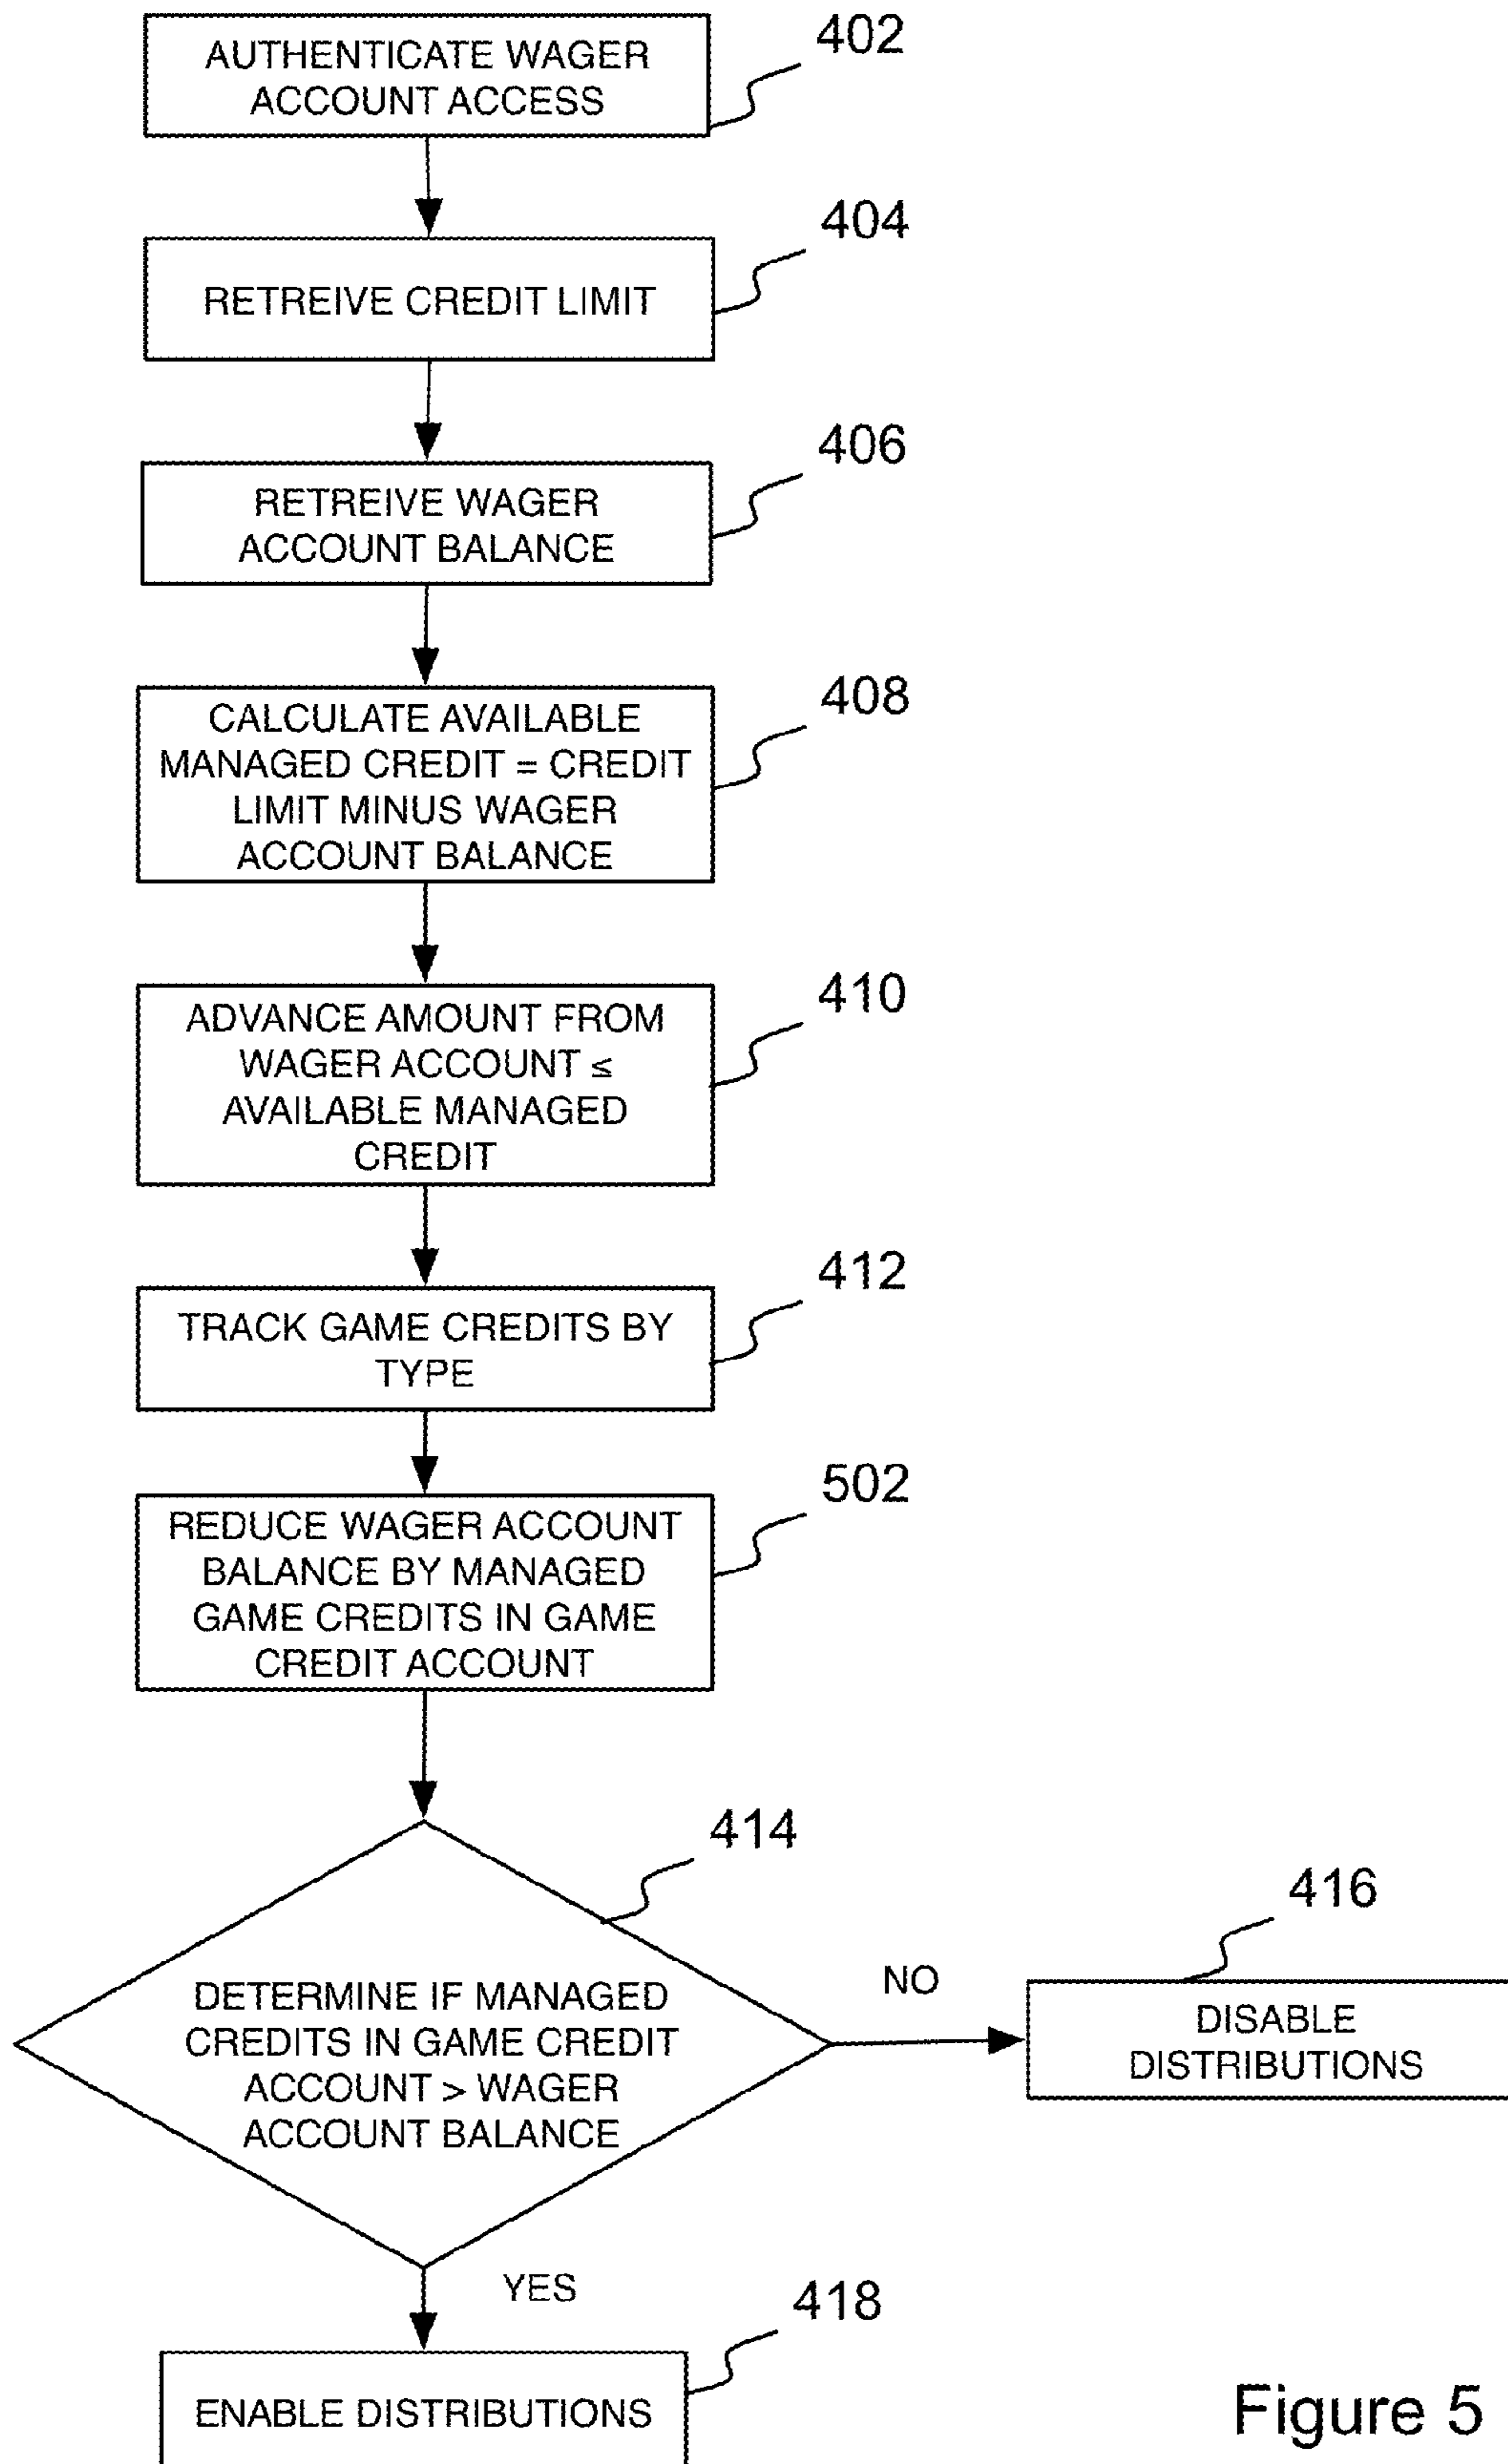 AUTHENTICATE WAGER
ACCOUNT ACCESS
402
RETREIVE CREDIT LIMIT
404
RETREIVE WAGER
ACCOUNT BALANCE
406
CALCULATE AVAILABLE
MANAGED CREDIT = CREDIT
LIMIT MINUS WAGER
ACCOUNT BALANCE
408
ADVANCE AMOUNT FROM
WAGER ACCOUNT ≤
AVAILABLE MANAGED
CREDIT
410
TRACK GAME CREDITS BY
TYPE
412
REDUCE WAGER ACCOUNT
BALANCE BY MANAGED
GAME CREDITS IN GAME
CREDIT ACCOUNT
502
DETERMINE IF MANAGED
CREDITS IN GAME CREDIT
ACCOUNT > WAGER
ACCOUNT BALANCE
414
NO
DISABLE
DISTRIBUTIONS
416
YES
ENABLE DISTRIBUTIONS
418
Figure 5